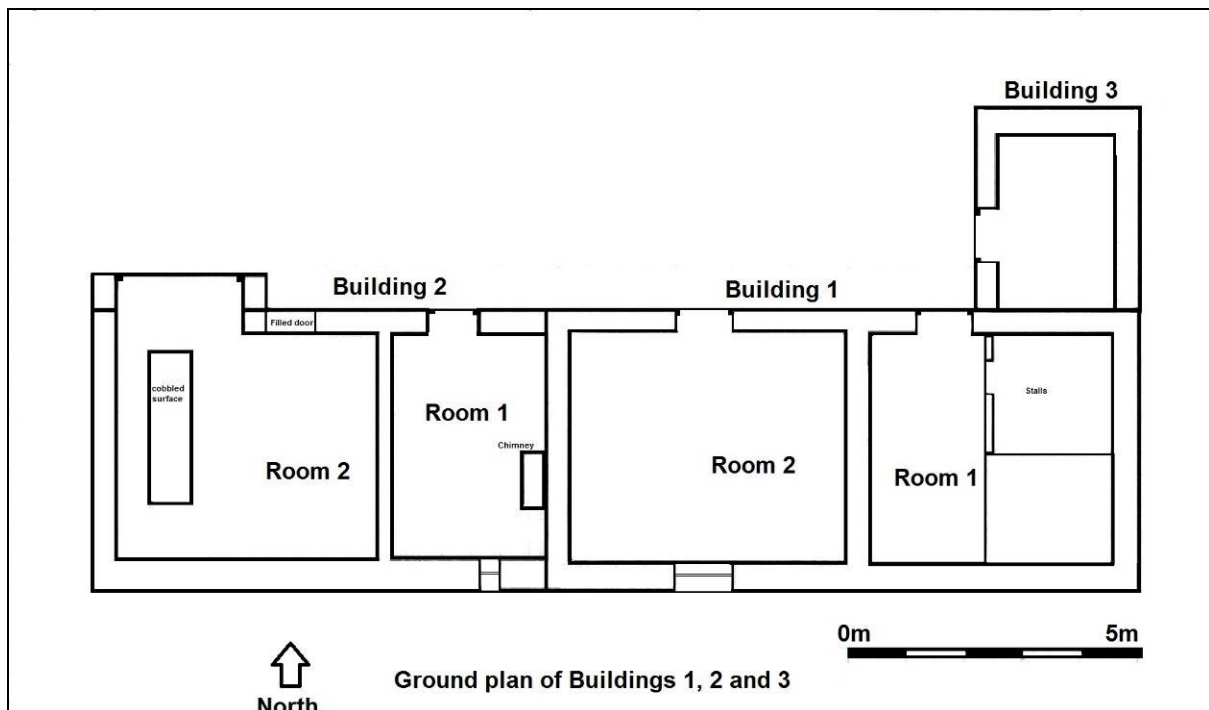 Building 3
Building 2
Building 1
Filled door
cobbled
surface
Room 1
Stalls
Chimney
Room 2
Room 2
Room 1
0m
5m
Ground plan of Buildings 1, 2 and 3
North